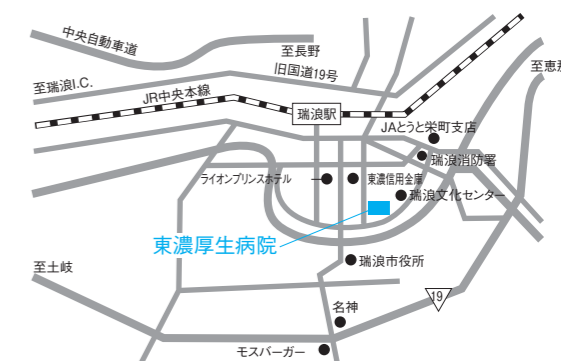 中央自動車道
至長野
旧国道19号
至恵那
至瑞浪I.C.
JR中央本線
瑞浪駅
JAとうと栄町支店
瑞浪消防署
ライオンプリンスホテル
東濃信用金庫
瑞浪文化センター
東濃厚生病院
瑞浪市役所
至土岐
19
名神
モスバーガー